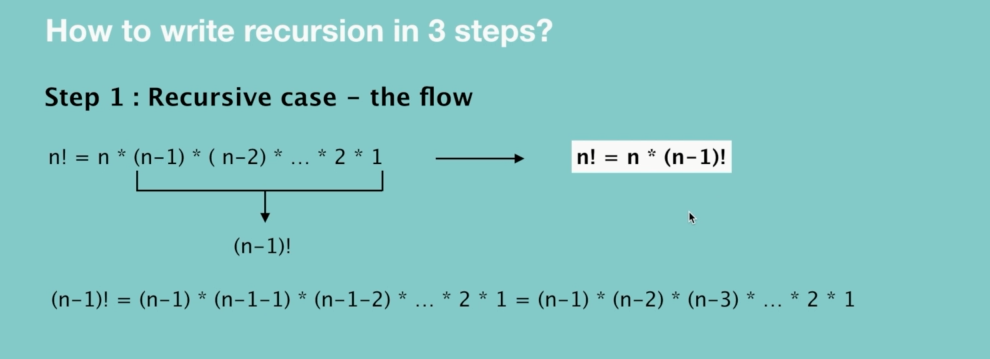 How to write recursion in 3 steps?
Step 1 : Recursive case – the flow
n! = n * (n-1) * ( n-2) * ... * 2 * 1
n! = n * (n-1)!
(n-1)!
(n-1)! = (n-1) * (n-1-1) * (n-1-2) * ... * 2 * 1 = (n-1) * (n-2) * (n-3) * ... * 2 * 1